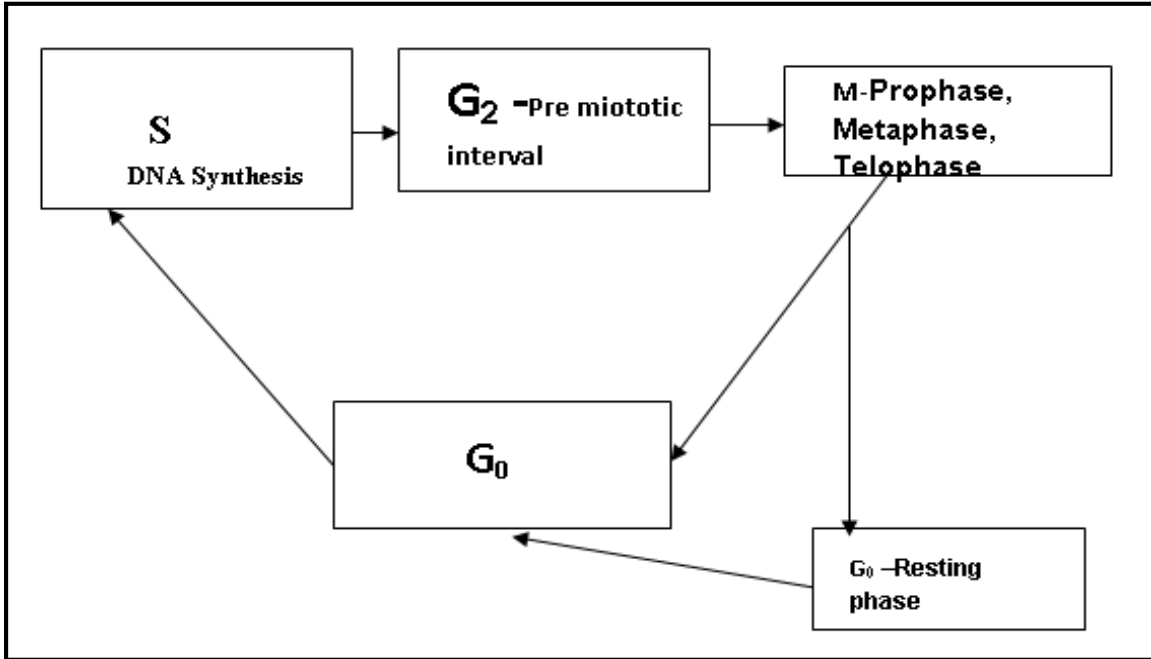 S
DNA Synthesis
G₂ -Pre miototic
interval
M-Prophase,
Metaphase,
Telophase
G₀
G₀ –Resting
phase